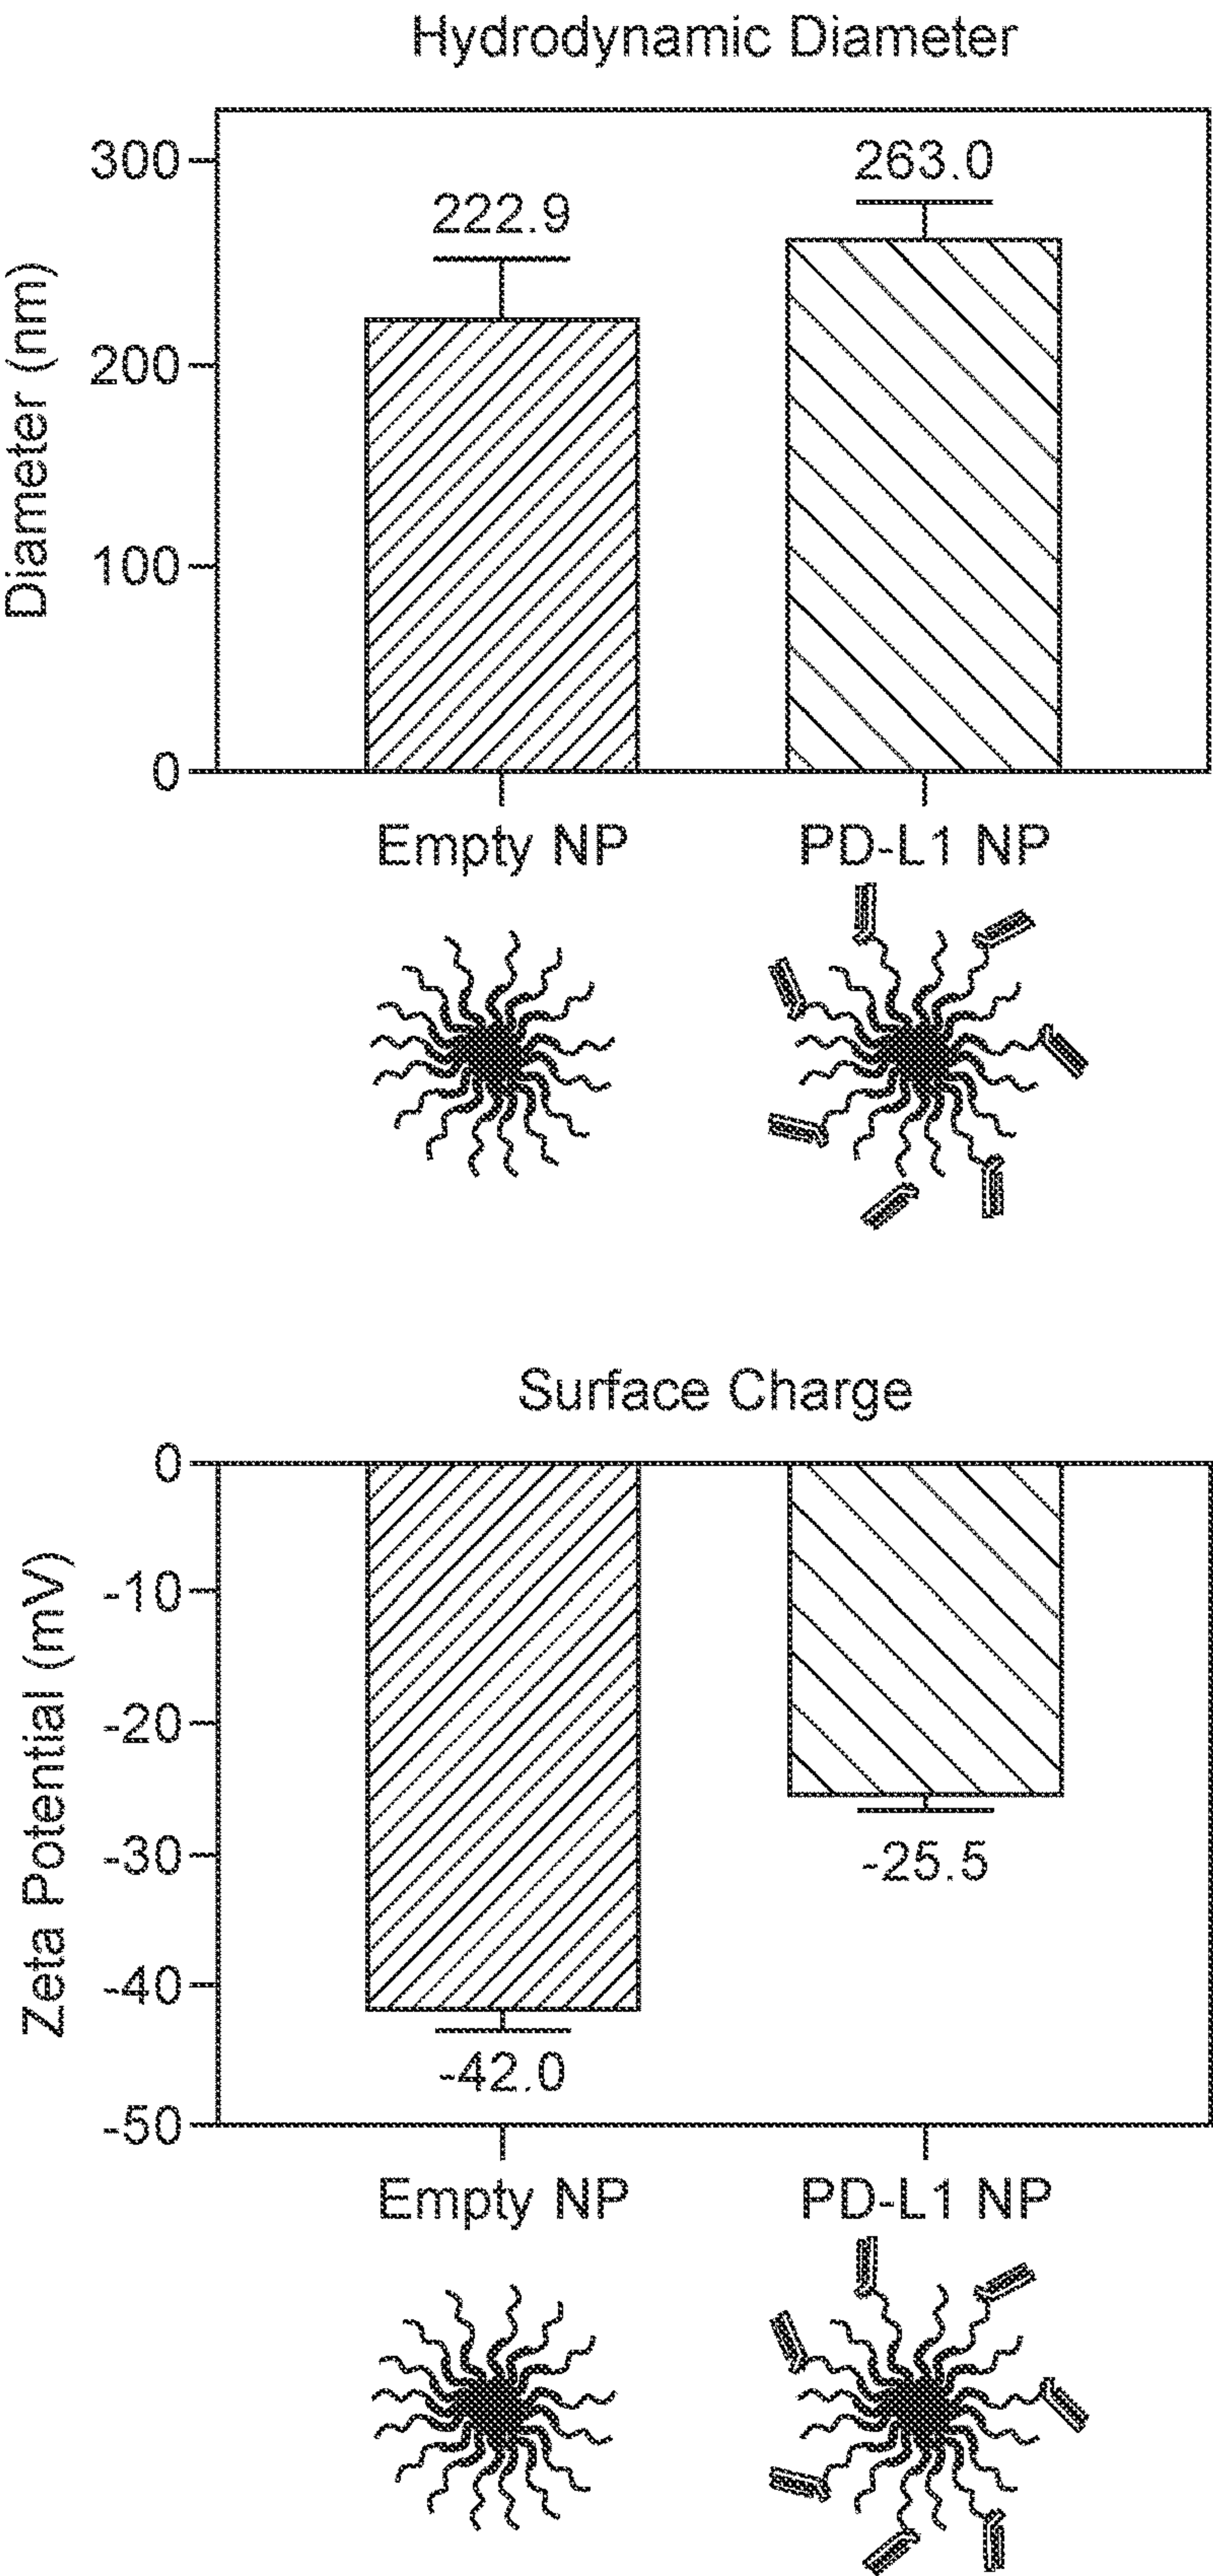 Hydrodynamic Diameter
Diameter (nm)
300
200
100
0
222.9
263.0
Empty NP
PD-L1 NP
Surface Charge
Zeta Potential (mV)
0
-10
-20
-30
-40
-50
-42.0
-25.5
Empty NP
PD-L1 NP